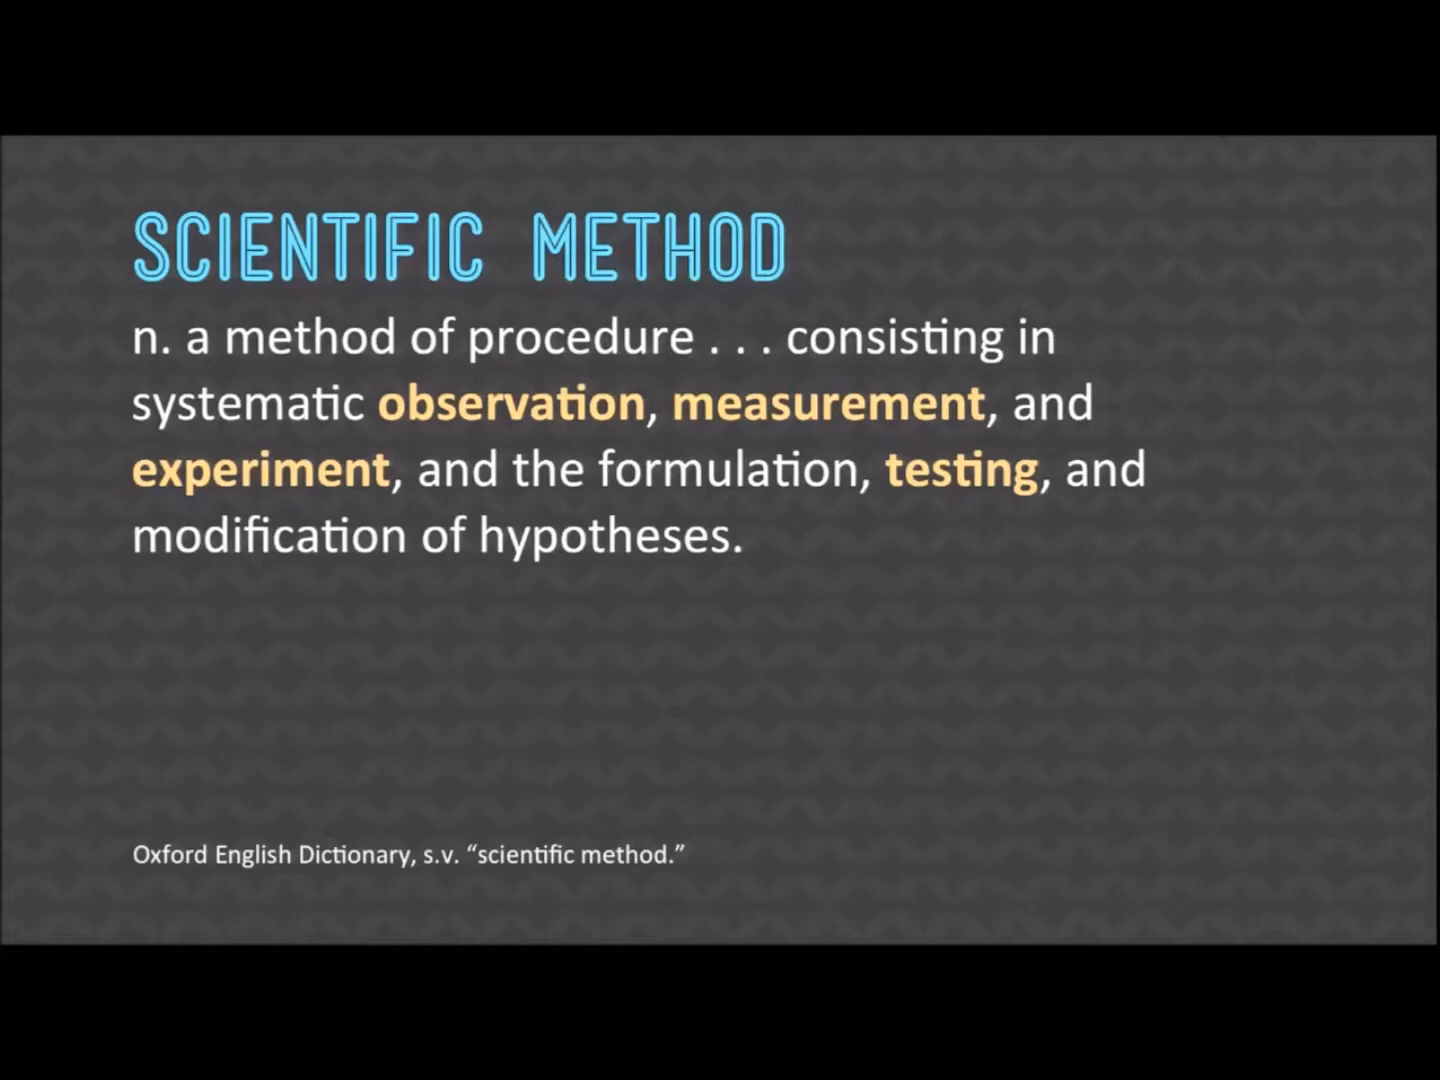 SCIENTIFIC METHOD
n. a method of procedure . . . consisting in
systematic observation, measurement, and
experiment, and the formulation, testing, and
modification of hypotheses.
Oxford English Dictionary, s.v. “scientific method.”